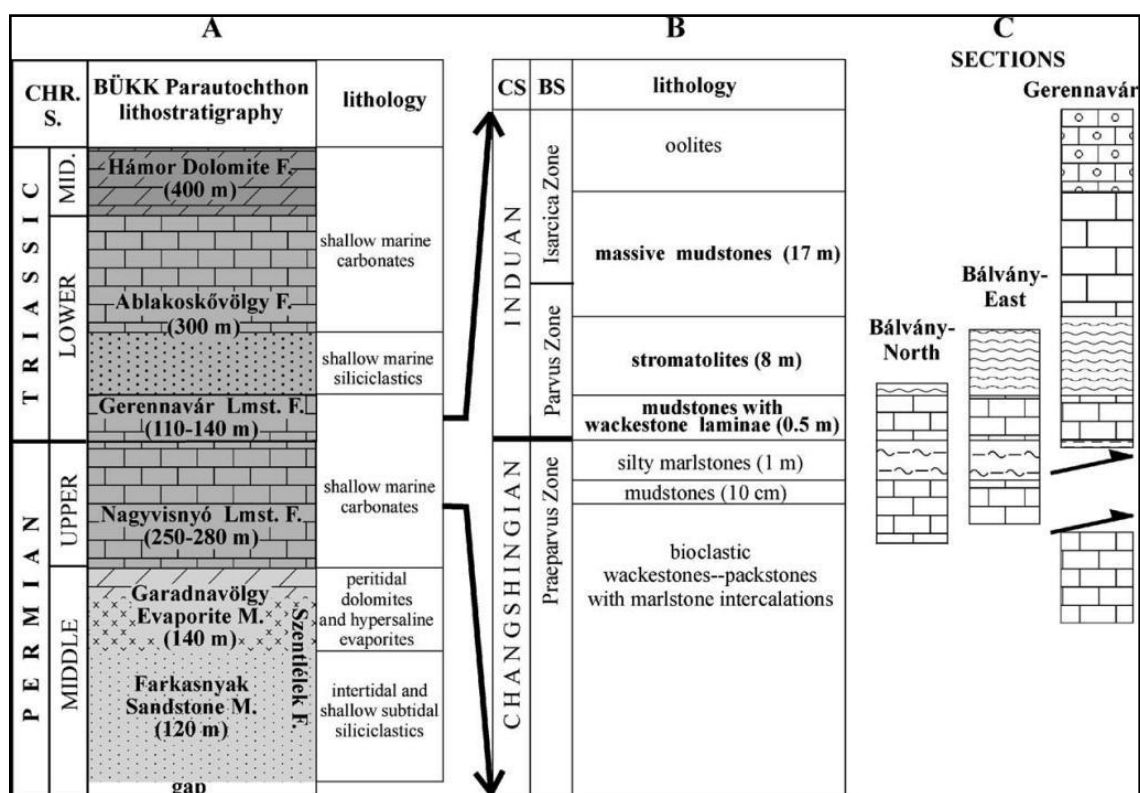 A
CHR.
S.
BÜKK Parautochthon
lithostratigraphy
lithology
TRIASSIC
MID.
Hámor Dolomite F.
(400 m)
LOWER
shallow marine
carbonates
Ablakoskővölgy F.
(300 m)
shallow marine
siliciclastics
Gerennavár Lmst. F.
(110-140 m)
PERMIAN
UPPER
Nagyvisnyó Lmst. F.
(250-280 m)
shallow marine
carbonates
MIDDLE
Garadnavölgy
Evaporite M.
(140 m)
Szentlélek F.
peritidal
dolomites
and hypersaline
evaporites
Farkasnyak
Sandstone M.
(120 m)
intertidal and
shallow subtidal
siliciclastics
gap
B
CS
BS
lithology
INDUAN
Isarcica Zone
oolites
massive mudstones (17 m)
Parvus Zone
stromatolites (8 m)
mudstones with
wackestone laminae (0.5 m)
CHANGSHINGIAN
Praeparvus Zone
silty marlstones (1 m)
mudstones (10 cm)
bioclastic
wackestones--packstones
with marlstone intercalations
C
SECTIONS
Gerennavár
Bálvány-
East
Bálvány-
North